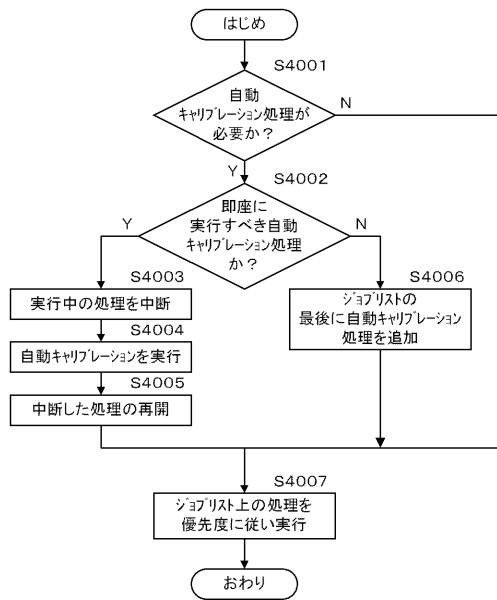 はじめ
S4001
自動
キャリブレーション処理が
必要か？
N
Y
S4002
即座に
実行すべき自動
キャリブレーション処理
か？
Y
N
S4003
実行中の処理を中断
S4004
自動キャリブレーションを実行
S4005
中断した処理の再開
S4006
ジョブリストの
最後に自動キャリブレーション
処理を追加
S4007
ジョブリスト上の処理を
優先度に従い実行
おわり